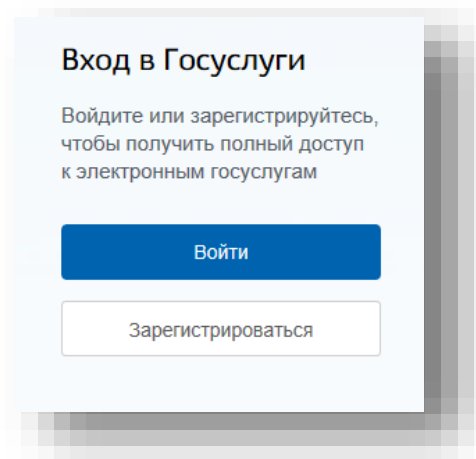 Вход в Госуслуги
Войдите или зарегистрируйтесь,
чтобы получить полный доступ
к электронным госуслугам
Войти
Зарегистрироваться